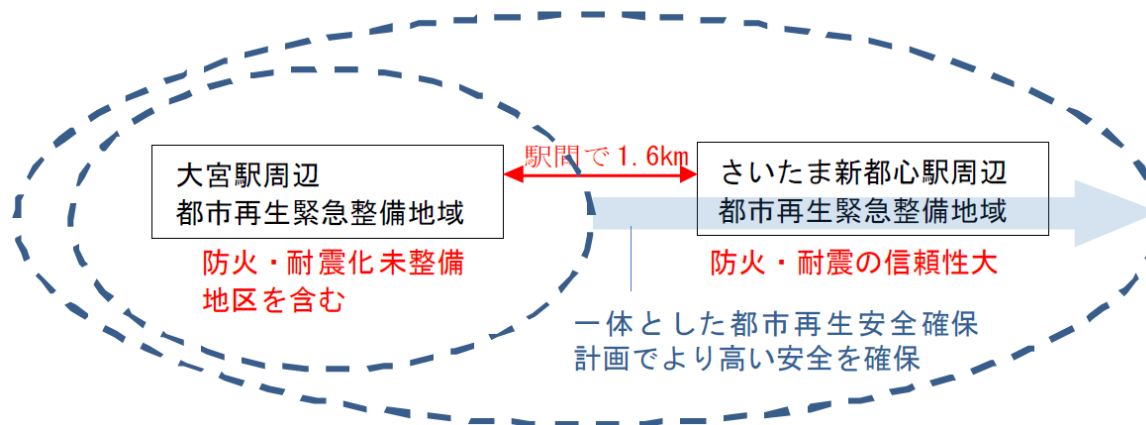 駅間で1.6km
大宮駅周辺
都市再生緊急整備地域
さいたま新都心駅周辺
都市再生緊急整備地域
防火・耐震化未整備
地区を含む
防火・耐震の信頼性大
一体とした都市再生安全確保
計画でより高い安全を確保